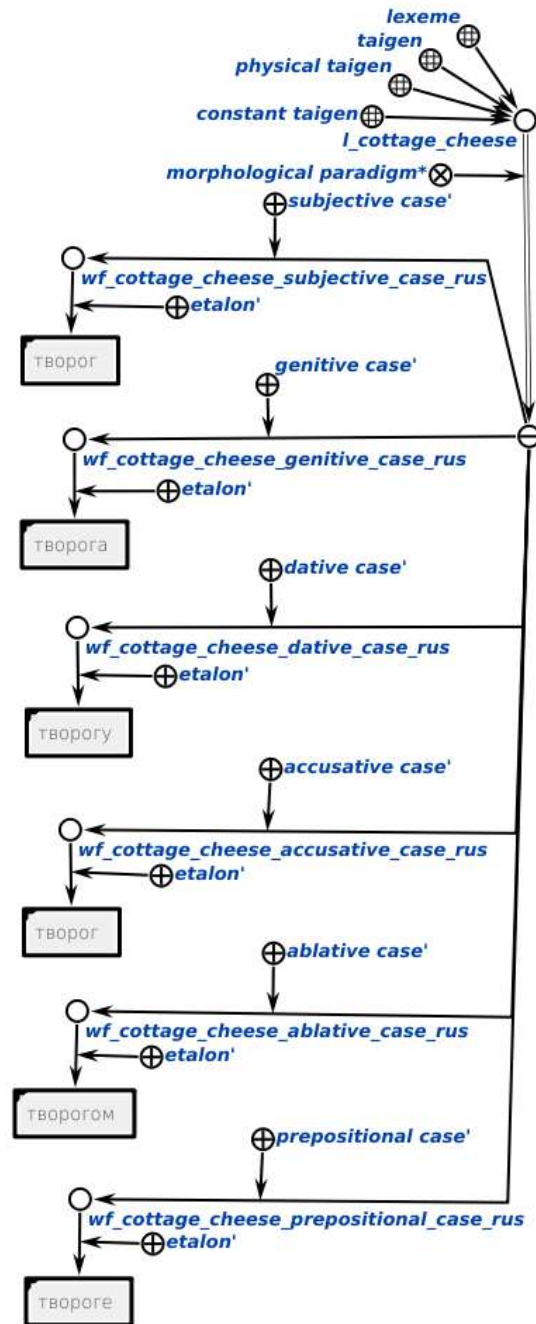 lexeme
taigen
physical taigen
constant taigen
l_cottage_cheese
morphological paradigm*
subjective case'
wf_cottage_cheese_subjective_case_rus
etalon'
творог
genitive case'
wf_cottage_cheese_genitive_case_rus
etalon'
творога
dative case'
wf_cottage_cheese_dative_case_rus
etalon'
творогу
accusative case'
wf_cottage_cheese_accusative_case_rus
etalon'
творог
ablative case'
wf_cottage_cheese_ablative_case_rus
etalon'
творогом
prepositional case'
wf_cottage_cheese_prepositional_case_rus
etalon'
твороге